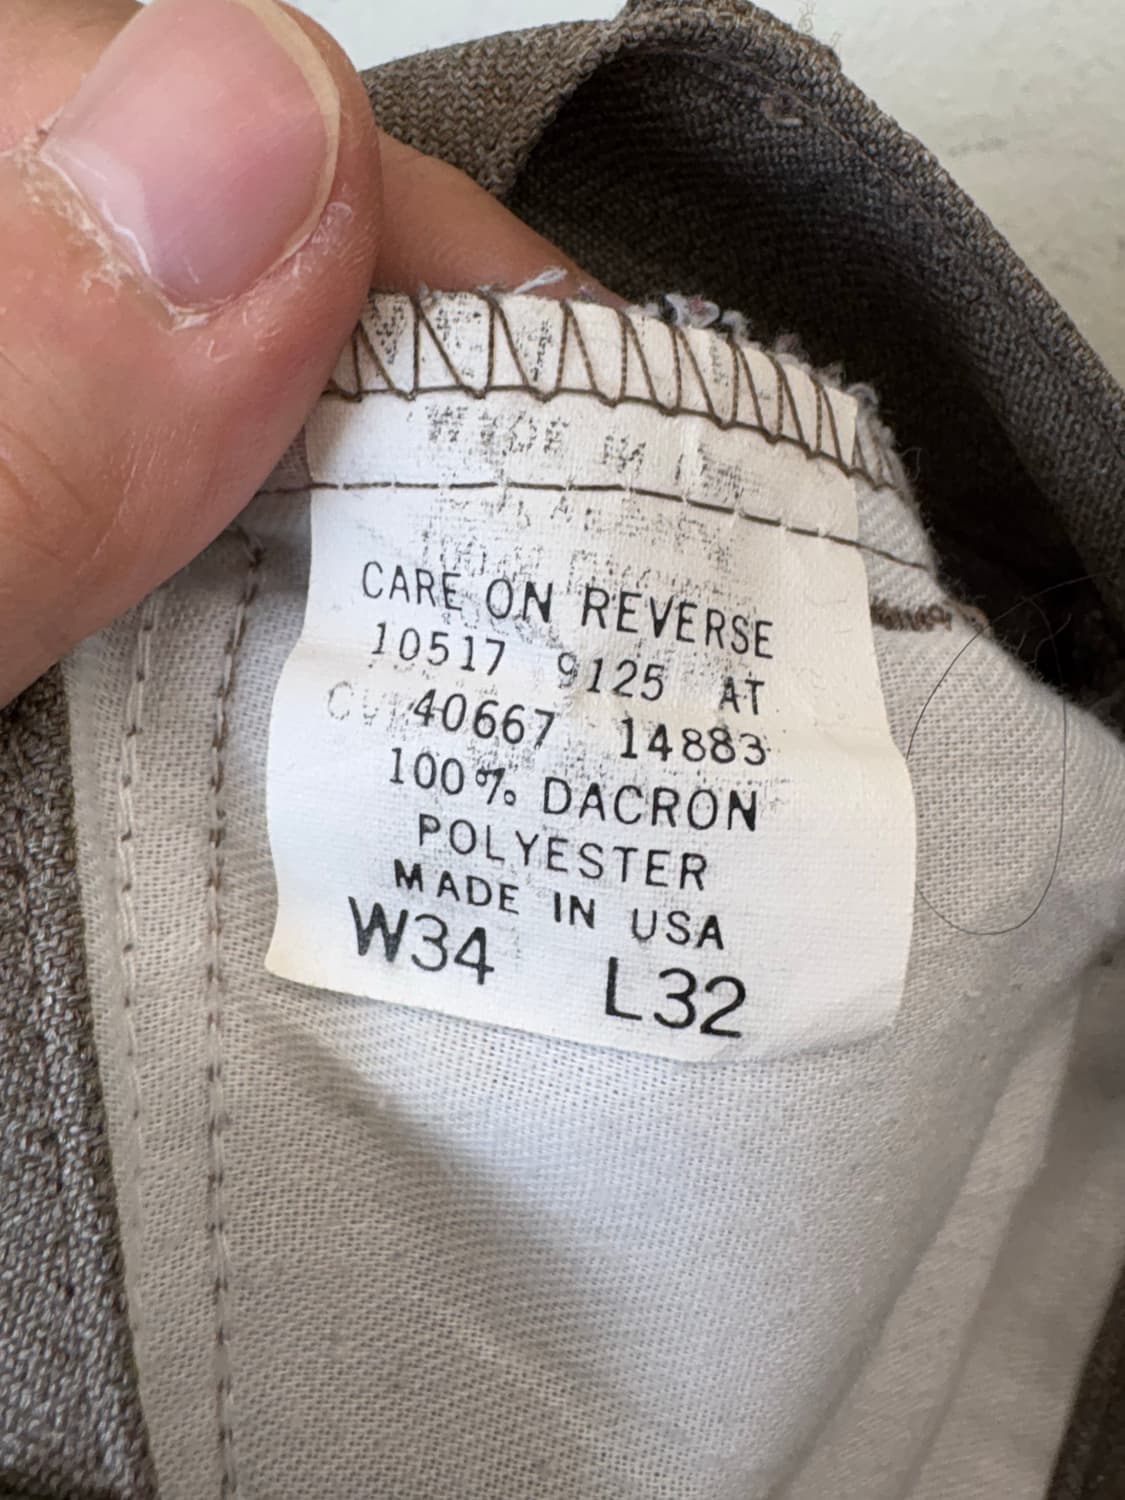 CARE ON REVERSE
10517 9125 AT
40667 14883
100% DACRON
POLYESTER
MADE IN USA
W34 L32